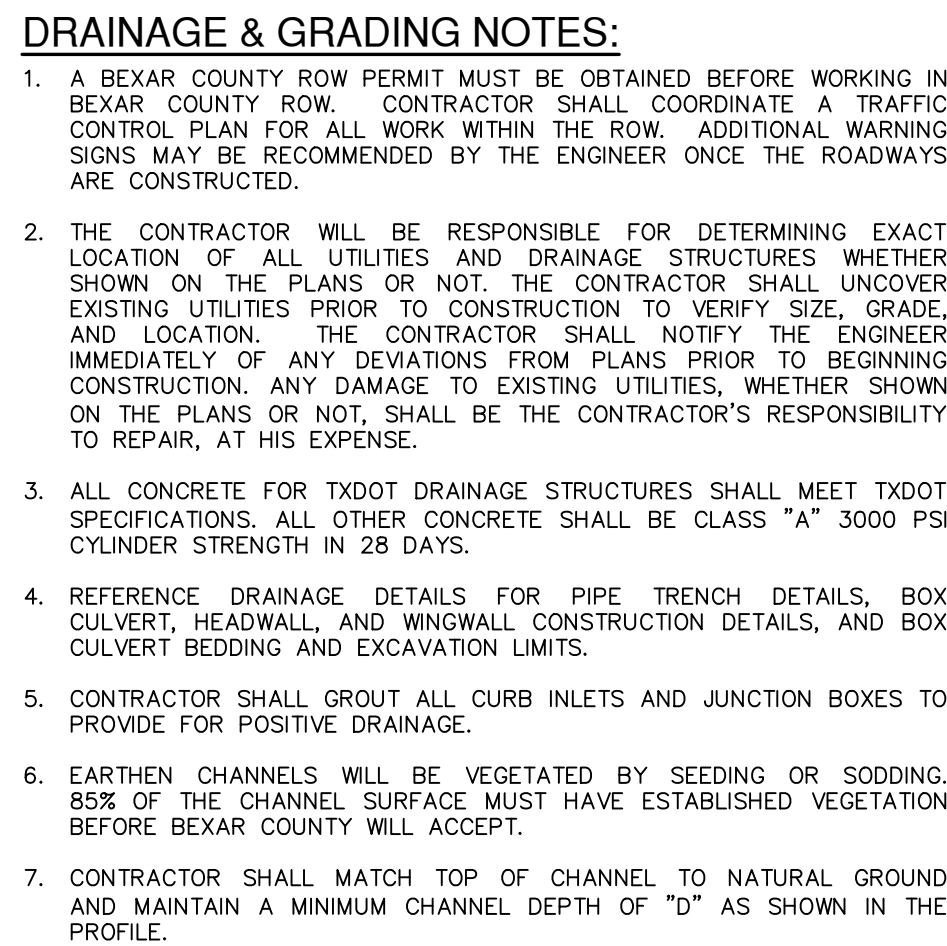 DRAINAGE & GRADING NOTES:
1. A BEXAR COUNTY ROW PERMIT MUST BE OBTAINED BEFORE WORKING IN
BEXAR COUNTY ROW. CONTRACTOR SHALL COORDINATE A TRAFFIC
CONTROL PLAN FOR ALL WORK WITHIN THE ROW. ADDITIONAL WARNING
SIGNS MAY BE RECOMMENDED BY THE ENGINEER ONCE THE ROADWAYS
ARE CONSTRUCTED.
2. THE CONTRACTOR WILL BE RESPONSIBLE FOR DETERMINING EXACT
LOCATION OF ALL UTILITIES AND DRAINAGE STRUCTURES WHETHER
SHOWN ON THE PLANS OR NOT. THE CONTRACTOR SHALL UNCOVER
EXISTING UTILITIES PRIOR TO CONSTRUCTION TO VERIFY SIZE, GRADE,
AND LOCATION. THE CONTRACTOR SHALL NOTIFY THE ENGINEER
IMMEDIATELY OF ANY DEVIATIONS FROM PLANS PRIOR TO BEGINNING
CONSTRUCTION. ANY DAMAGE TO EXISTING UTILITIES, WHETHER SHOWN
ON THE PLANS OR NOT, SHALL BE THE CONTRACTOR'S RESPONSIBILITY
TO REPAIR, AT HIS EXPENSE.
3. ALL CONCRETE FOR TXDOT DRAINAGE STRUCTURES SHALL MEET TXDOT
SPECIFICATIONS. ALL OTHER CONCRETE SHALL BE CLASS "A" 3000 PSI
CYLINDER STRENGTH IN 28 DAYS.
4. REFERENCE DRAINAGE DETAILS FOR PIPE TRENCH DETAILS, BOX
CULVERT, HEADWALL, AND WINGWALL CONSTRUCTION DETAILS, AND BOX
CULVERT BEDDING AND EXCAVATION LIMITS.
5. CONTRACTOR SHALL GROUT ALL CURB INLETS AND JUNCTION BOXES TO
PROVIDE FOR POSITIVE DRAINAGE.
6. EARTHEN CHANNELS WILL BE VEGETATED BY SEEDING OR SODDING.
85% OF THE CHANNEL SURFACE MUST HAVE ESTABLISHED VEGETATION
BEFORE BEXAR COUNTY WILL ACCEPT.
7. CONTRACTOR SHALL MATCH TOP OF CHANNEL TO NATURAL GROUND
AND MAINTAIN A MINIMUM CHANNEL DEPTH OF "D" AS SHOWN IN THE
PROFILE.